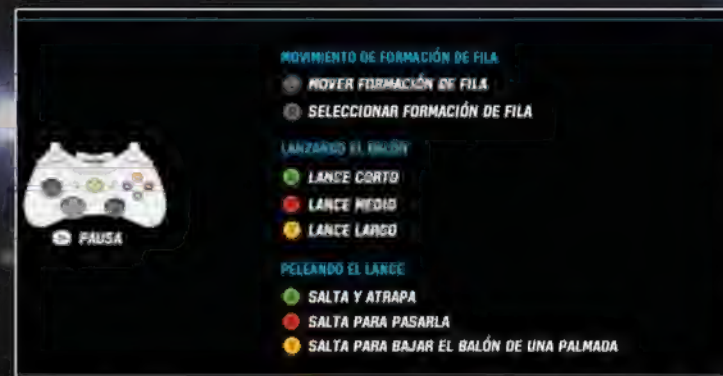 MOVIMIENTO DE FORMACIÓN DE FILA
MOVER FORMACIÓN DE FILA
SELECCIONAR FORMACIÓN DE FILA
LANZANDO EL BALÓN
LANCE CORTO
LANCE MEDIO
LANCE LARGO
PAUSA
PELEANDO EL LANCE
SALTA Y ATRAPA
SALTA PARA PASARLA
SALTA PARA BAJAR EL BALÓN DE UNA PALMADA